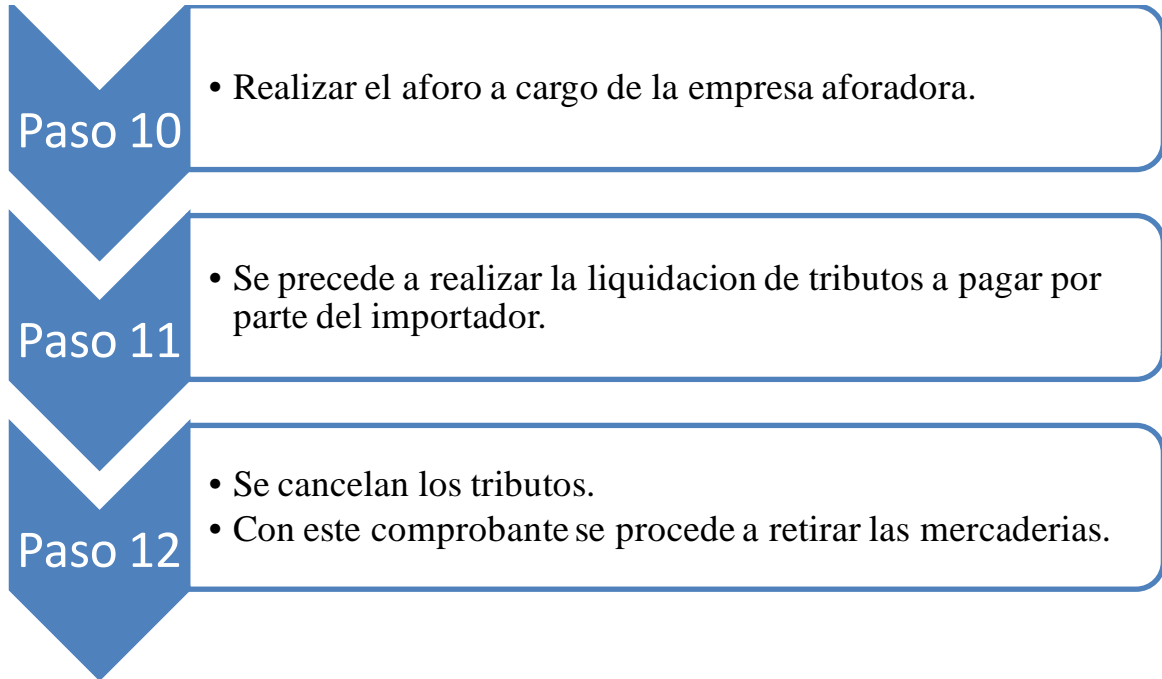 Paso 10
• Realizar el aforo a cargo de la empresa aforadora.
Paso 11
• Se precede a realizar la liquidacion de tributos a pagar por
parte del importador.
Paso 12
• Se cancelan los tributos.
• Con este comprobante se procede a retirar las mercaderias.